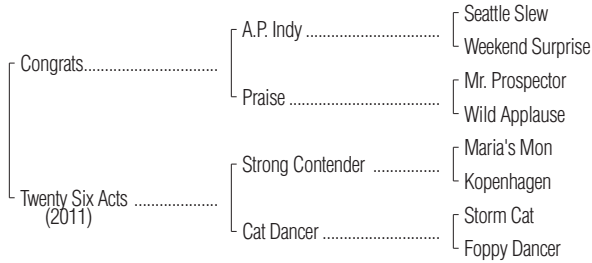 Seattle Slew
A.P. Indy ..............................
Weekend Surprise
Congrats..............................
Mr. Prospector
Praise ..................................
Wild Applause
Maria's Mon
Strong Contender ...............
Kopenhagen
Twenty Six Acts ...................
(2011)
Storm Cat
Cat Dancer ..........................
Foppy Dancer